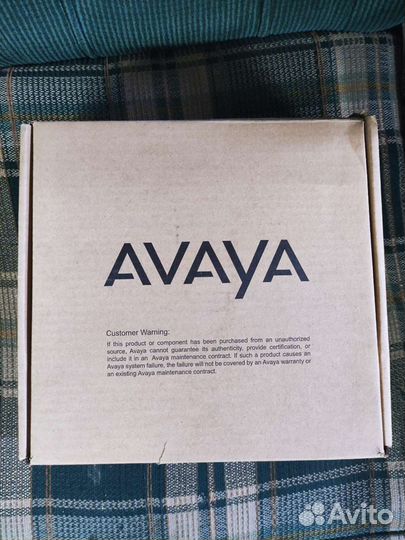 AVAYA
Customer Warning:
If this product or component has been purchased from an unauthorized
source, Avaya cannot guarantee its authenticity, provide certification, or
include it in an Avaya maintenance contract. If such a product causes an
Avaya system failure, the failure will not be covered by an Avaya warranty or
an existing Avaya maintenance contract.
Avito